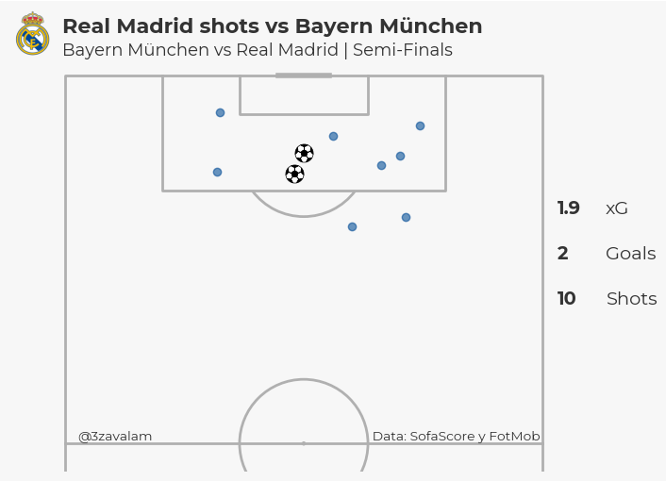 Real Madrid shots vs Bayern München
Bayern München vs Real Madrid | Semi-Finals
1.9 xG
2 Goals
10 Shots
@3zavalam
Data: SofaScore y FotMob